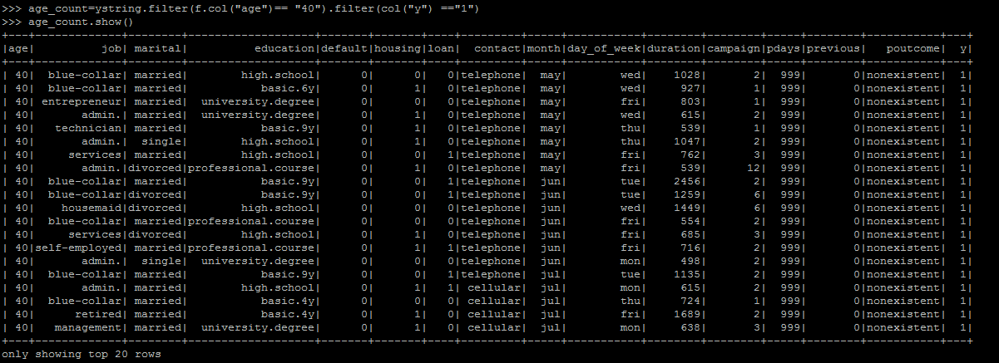 >>> age_count=ystring.filter(f.col("age")== "40").filter(col("y") =="1")
>>> age_count.show()
+---+-------------+--------+-------------------+-------+-------+----+---------+-----+-----------+--------+--------+-----+--------+-----------+---+
|age|          job| marital|          education|default|housing|loan|  contact|month|day_of_week|duration|campaign|pdays|previous|   poutcome|  y|
+---+-------------+--------+-------------------+-------+-------+----+---------+-----+-----------+--------+--------+-----+--------+-----------+---+
| 40|  blue-collar| married|        high.school|      0|      0|   0|telephone|  may|        wed|    1028|       2|  999|       0|nonexistent|  1|
| 40|  blue-collar| married|           basic.6y|      0|      1|   0|telephone|  may|        wed|     927|       1|  999|       0|nonexistent|  1|
| 40| entrepreneur| married|  university.degree|      0|      0|   0|telephone|  may|        fri|     803|       1|  999|       0|nonexistent|  1|
| 40|       admin.| married|  university.degree|      0|      1|   0|telephone|  may|        wed|     615|       2|  999|       0|nonexistent|  1|
| 40|   technician| married|           basic.9y|      0|      1|   0|telephone|  may|        thu|     539|       1|  999|       0|nonexistent|  1|
| 40|       admin.|  single|        high.school|      0|      1|   0|telephone|  may|        thu|    1047|       2|  999|       0|nonexistent|  1|
| 40|     services| married|        high.school|      0|      0|   1|telephone|  may|        fri|     762|       3|  999|       0|nonexistent|  1|
| 40|       admin.|divorced|professional.course|      0|      1|   0|telephone|  may|        fri|     539|      12|  999|       0|nonexistent|  1|
| 40|  blue-collar| married|           basic.9y|      0|      0|   1|telephone|  jun|        tue|    2456|       2|  999|       0|nonexistent|  1|
| 40|  blue-collar|divorced|           basic.9y|      0|      0|   1|telephone|  jun|        tue|    1259|       6|  999|       0|nonexistent|  1|
| 40|    housemaid|divorced|        high.school|      0|      0|   0|telephone|  jun|        wed|    1449|       6|  999|       0|nonexistent|  1|
| 40|  blue-collar| married|professional.course|      0|      0|   0|telephone|  jun|        fri|     554|       2|  999|       0|nonexistent|  1|
| 40|     services|divorced|        high.school|      0|      1|   0|telephone|  jun|        fri|     685|       3|  999|       0|nonexistent|  1|
| 40|self-employed| married|professional.course|      0|      1|   1|telephone|  jun|        fri|     716|       2|  999|       0|nonexistent|  1|
| 40|       admin.|  single|  university.degree|      0|      0|   0|telephone|  jun|        mon|     498|       2|  999|       0|nonexistent|  1|
| 40|  blue-collar| married|           basic.9y|      0|      0|   1|telephone|  jul|        tue|    1135|       2|  999|       0|nonexistent|  1|
| 40|       admin.| married|        high.school|      0|      1|   1| cellular|  jul|        mon|     615|       2|  999|       0|nonexistent|  1|
| 40|  blue-collar| married|           basic.4y|      0|      0|   0| cellular|  jul|        thu|     724|       1|  999|       0|nonexistent|  1|
| 40|      retired| married|           basic.4y|      0|      1|   0| cellular|  jul|        fri|    1689|       2|  999|       0|nonexistent|  1|
| 40|   management| married|  university.degree|      0|      1|   0| cellular|  jul|        mon|     638|       3|  999|       0|nonexistent|  1|
+---+-------------+--------+-------------------+-------+-------+----+---------+-----+-----------+--------+--------+-----+--------+-----------+---+
only showing top 20 rows